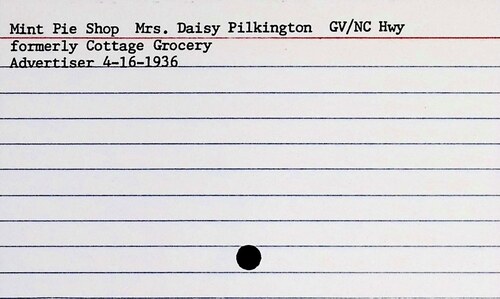 Mint Pie Shop  Mrs. Daisy Pilkington  GV/NC Hwy
formerly Cottage Grocery
Advertiser 4-16-1936